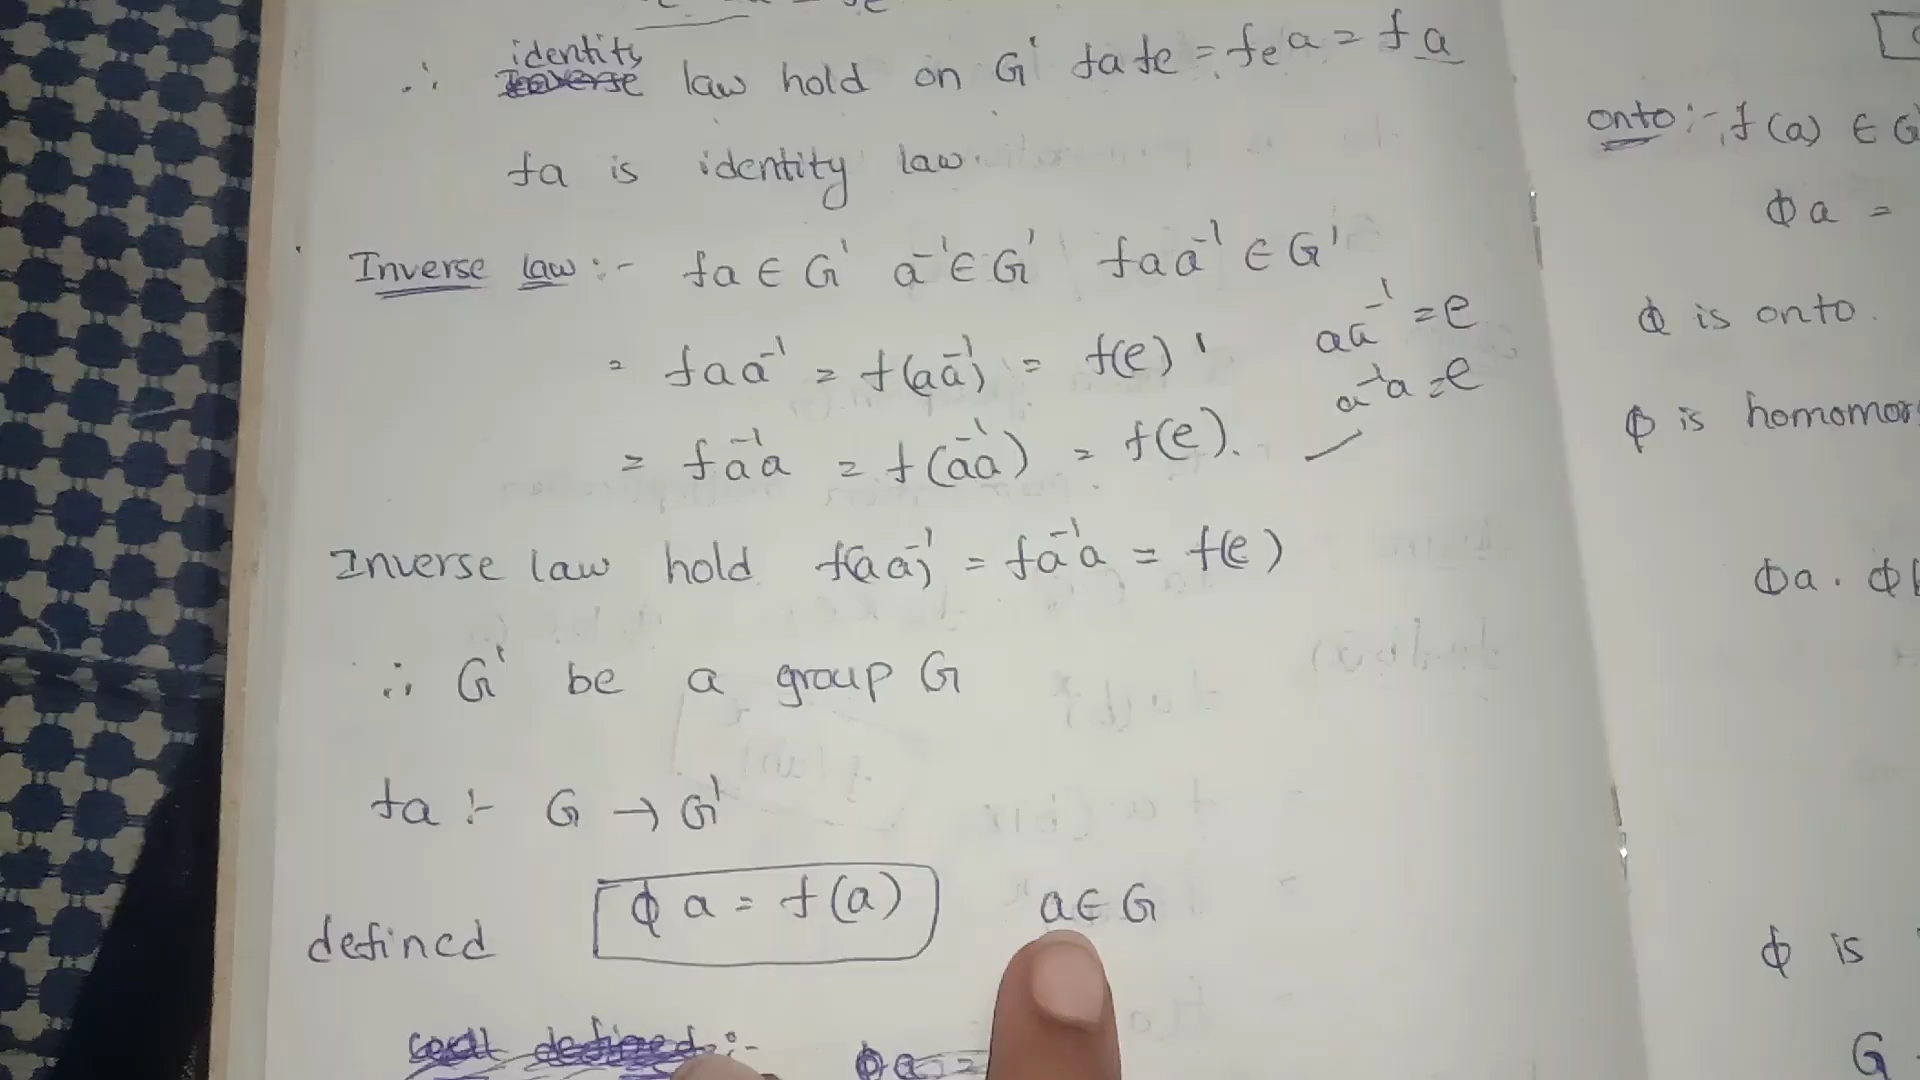 identity
∴ law hold on G' fafe = fea = fa
fa is identity law.
Inverse law :- fa ∈ G' a⁻¹ ∈ G' faa⁻¹ ∈ G'
= faa⁻¹ = f(aa⁻¹) = f(e) '
aa⁻¹ = e
a⁻¹a = e
= fa⁻¹a = f(a⁻¹a) = f(e).
Inverse law hold f(aa⁻¹) = fa⁻¹a = f(e)
∴ G' be a group G
fa :- G → G'
defined ϕa = f(a) a ∈ G
ϕa =
onto :- f(a) ∈ G
ϕa =
ϕ is onto.
ϕ is homomor
ϕa . ϕ
ϕ is
G